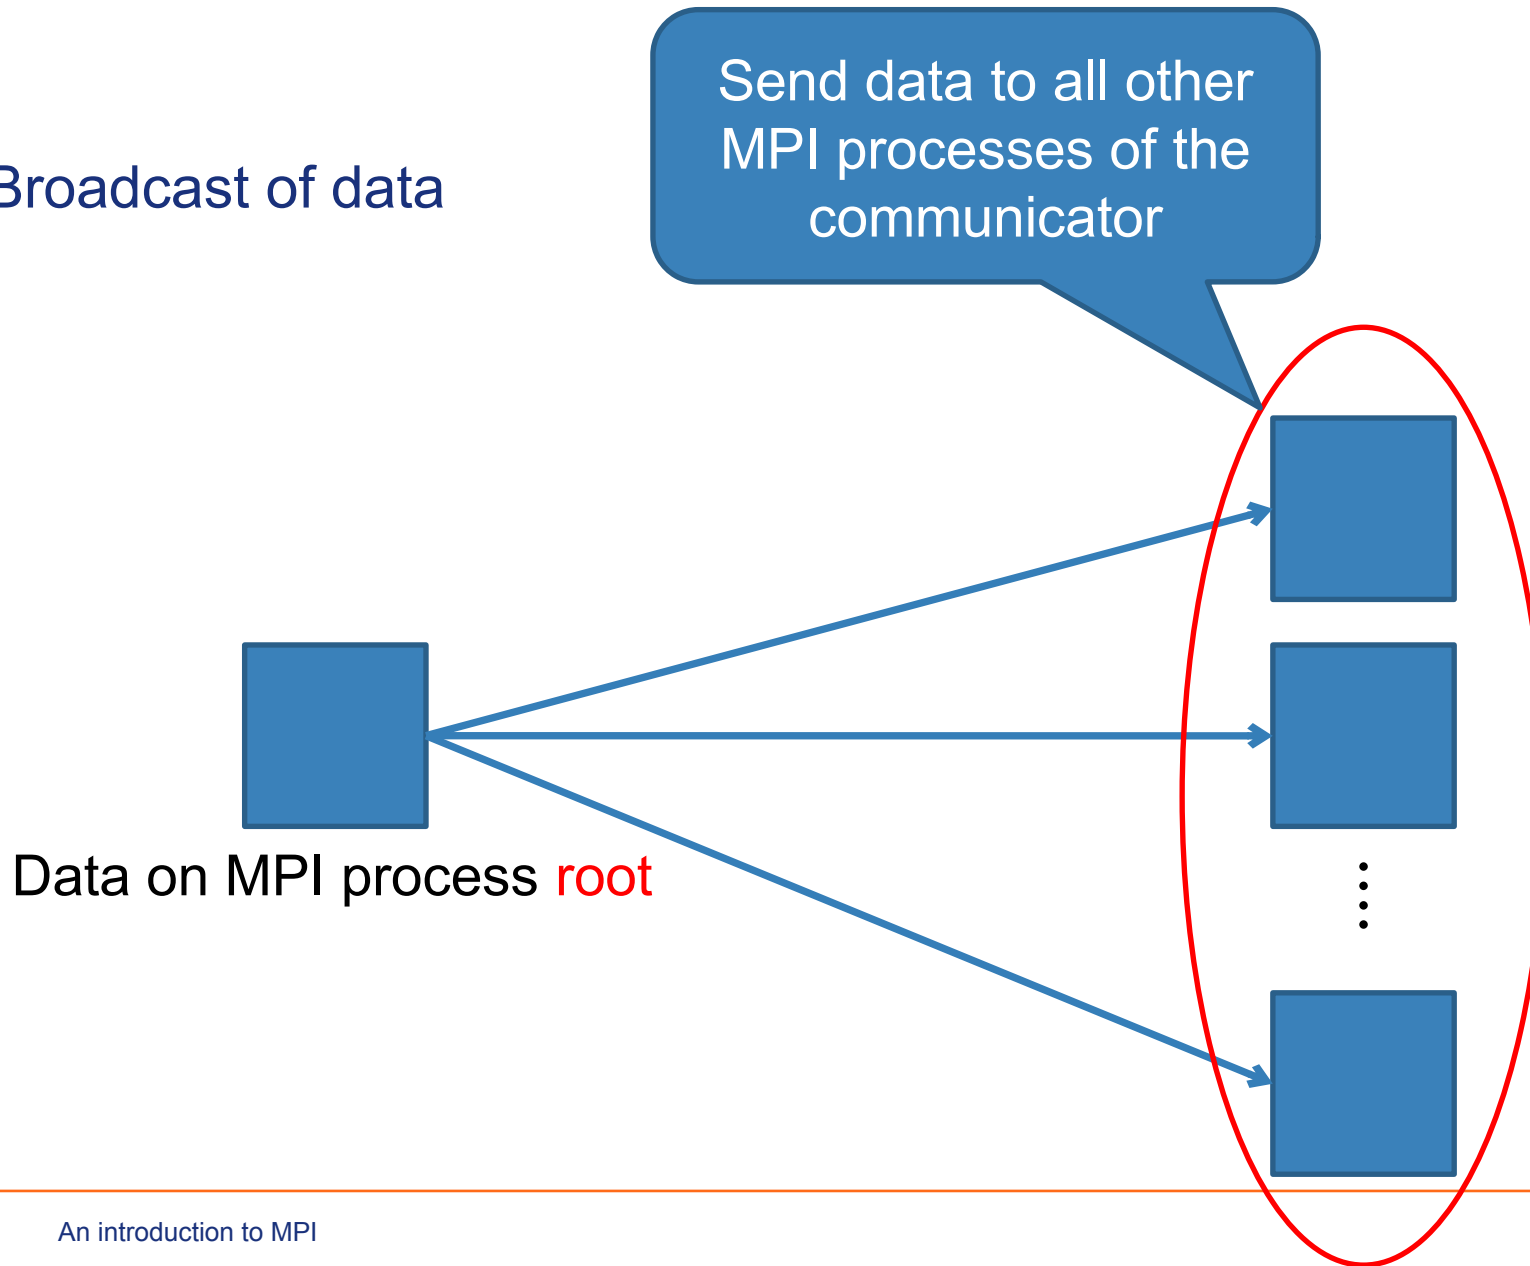 Broadcast of data
Send data to all other
MPI processes of the
communicator
Data on MPI process root
An introduction to MPI